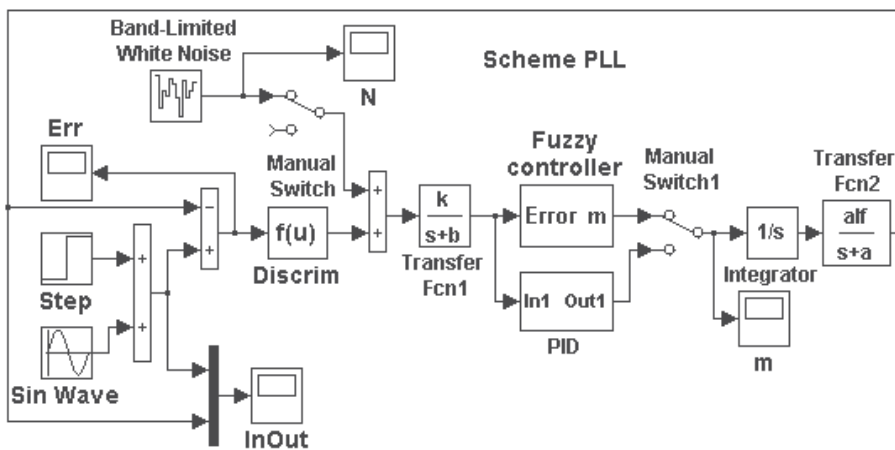 Band-Limited
White Noise
Scheme PLL
N
Err
Manual
Switch
Fuzzy
controller
Manual
Switch1
Transfer
Fcn2
−
+
+
+
k
s+b
Error m
1/s
alf
s+a
f(u)
+
Step
+
Discrim
Transfer
Fcn1
Integrator
In1 Out1
+
PID
m
Sin Wave
InOut